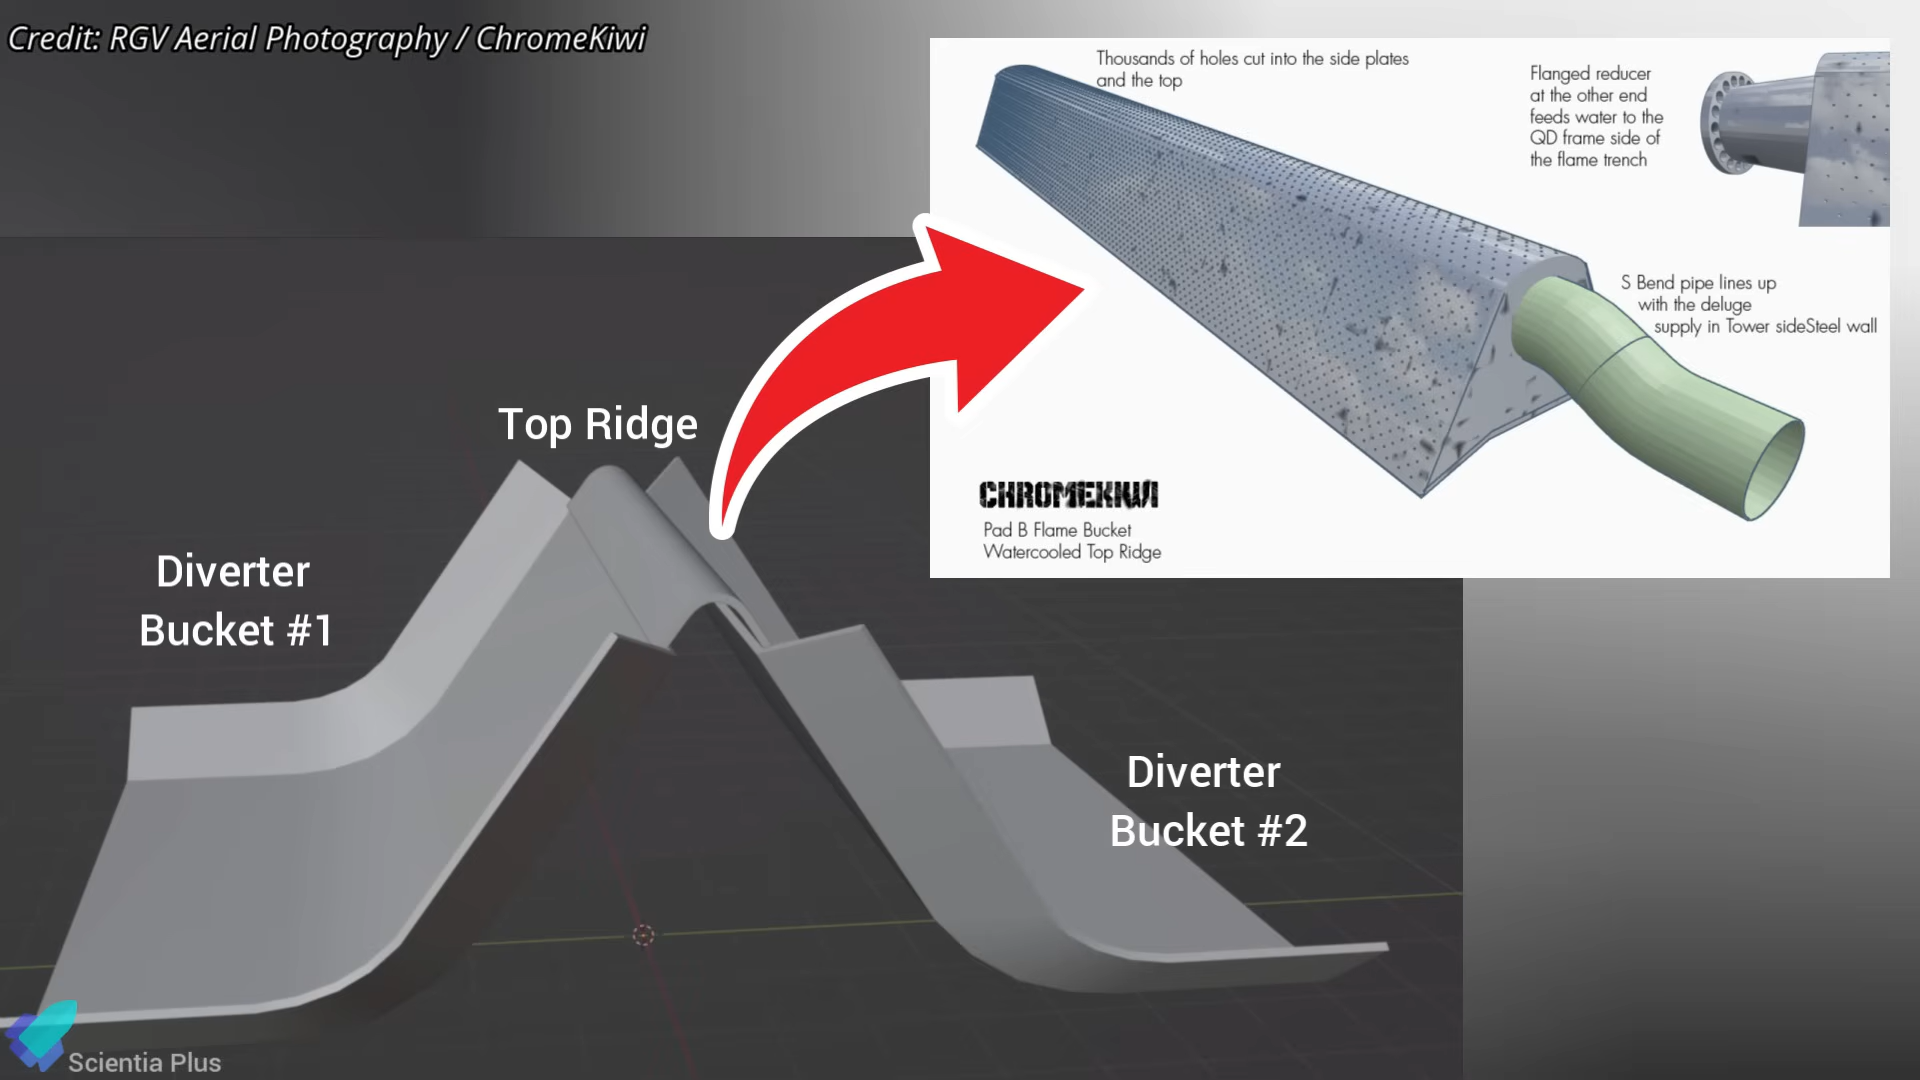 Credit: RGV Aerial Photography / ChromeKiwi
Thousands of holes cut into the side plates
and the top
Flanged reducer
at the other end
feeds water to the
QD frame side of
the flame trench
S Bend pipe lines up
with the deluge
supply in Tower sideSteel wall
CHROMEKIWI
Pad B Flame Bucket
Watercooled Top Ridge
Top Ridge
Diverter
Bucket #1
Diverter
Bucket #2
Scientia Plus